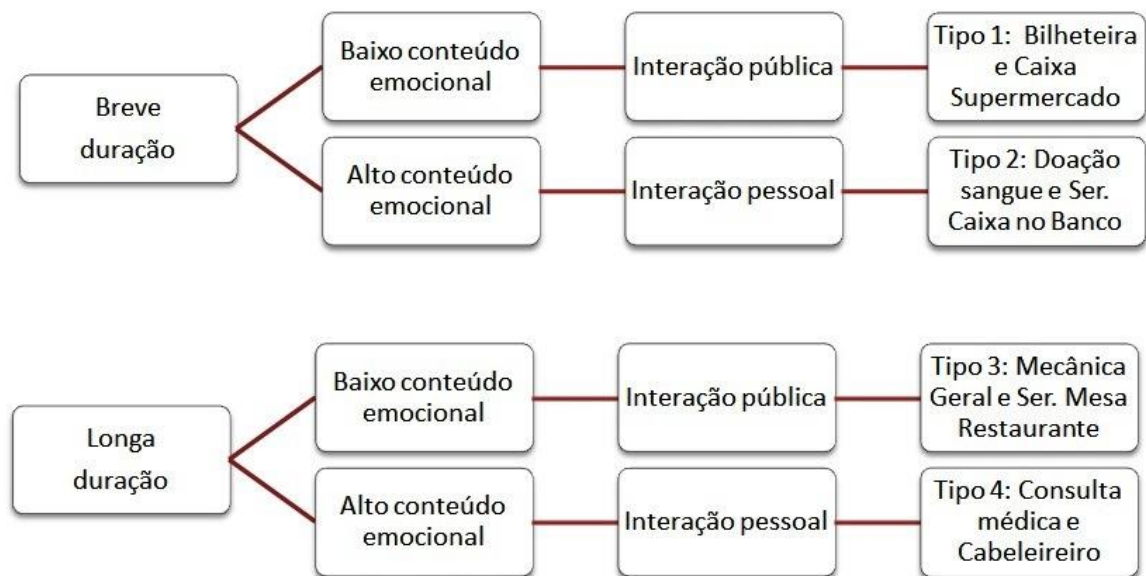 Breve
duração
Baixo conteúdo
emocional
Interação pública
Tipo 1: Bilheteira
e Caixa
Supermercado
Alto conteúdo
emocional
Interação pessoal
Tipo 2: Doação
sangue e Ser.
Caixa no Banco
Longa
duração
Baixo conteúdo
emocional
Interação pública
Tipo 3: Mecânica
Geral e Ser. Mesa
Restaurante
Alto conteúdo
emocional
Interação pessoal
Tipo 4: Consulta
médica e
Cabeleireiro